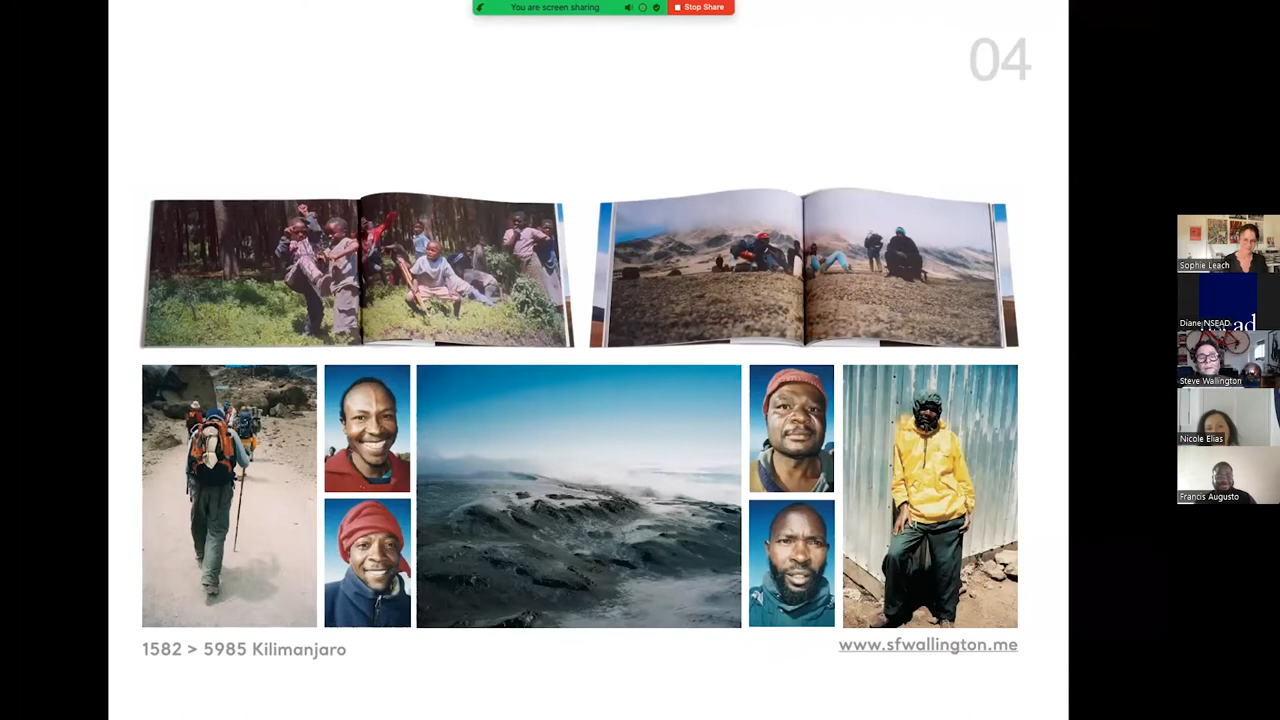 You are screen sharing
Stop Share
04
Sophie Leach
Diane NSEAD
ad
Steve Wallington
Nicole Elias
Francis Augusto
1582 > 5985 Kilimanjaro
www.sfwallington.me